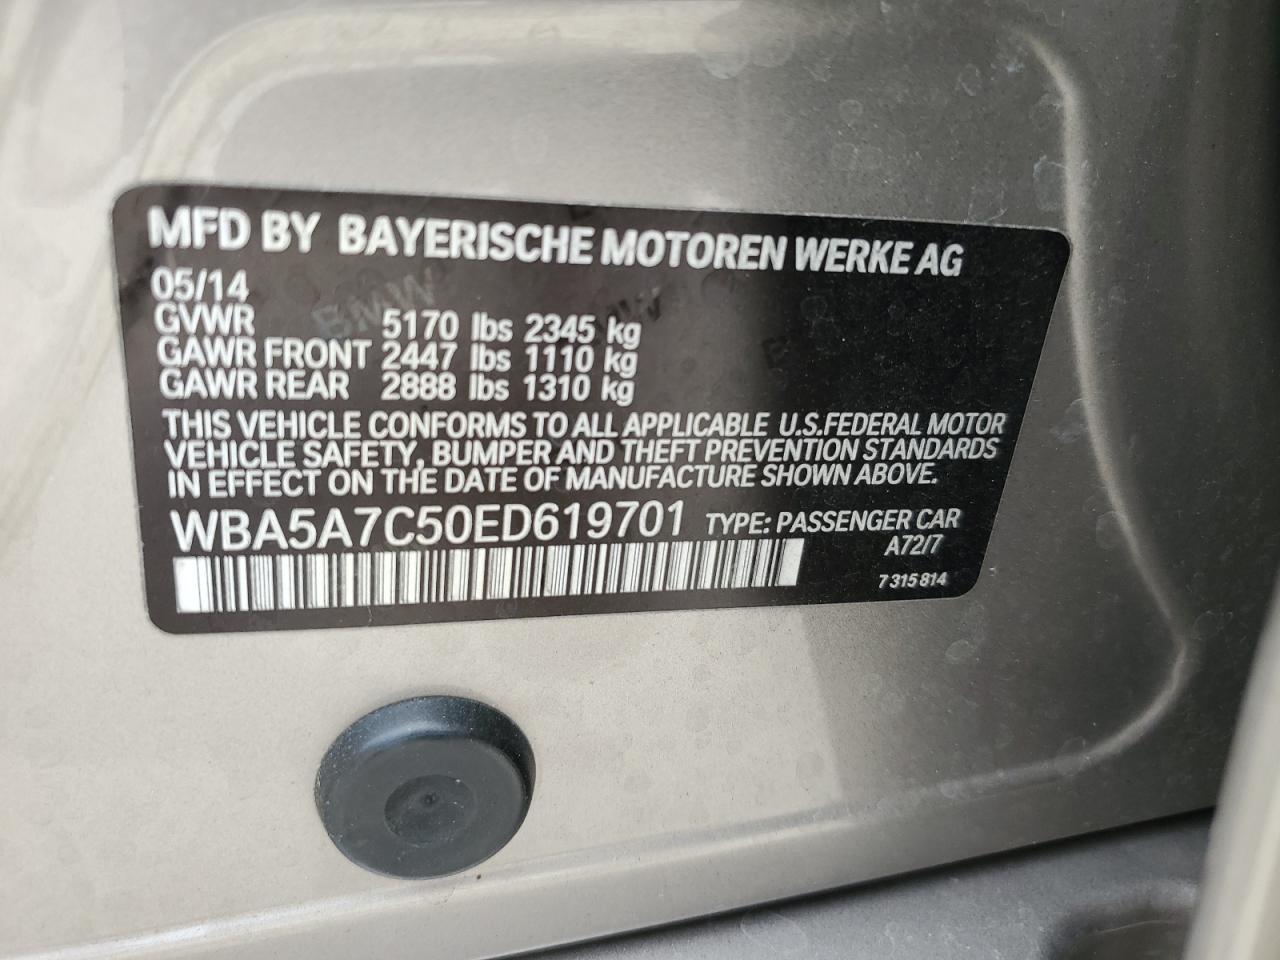 MFD BY BAYERISCHE MOTOREN WERKE AG
05/14
GVWR 5170 lbs 2345 kg
GAWR FRONT 2447 lbs 1110 kg
GAWR REAR 2888 lbs 1310 kg
THIS VEHICLE CONFORMS TO ALL APPLICABLE U.S.FEDERAL MOTOR
VEHICLE SAFETY, BUMPER AND THEFT PREVENTION STANDARDS
IN EFFECT ON THE DATE OF MANUFACTURE SHOWN ABOVE.
WBA5A7C50ED619701 TYPE: PASSENGER CAR
A72/7
7 315 814
BMW